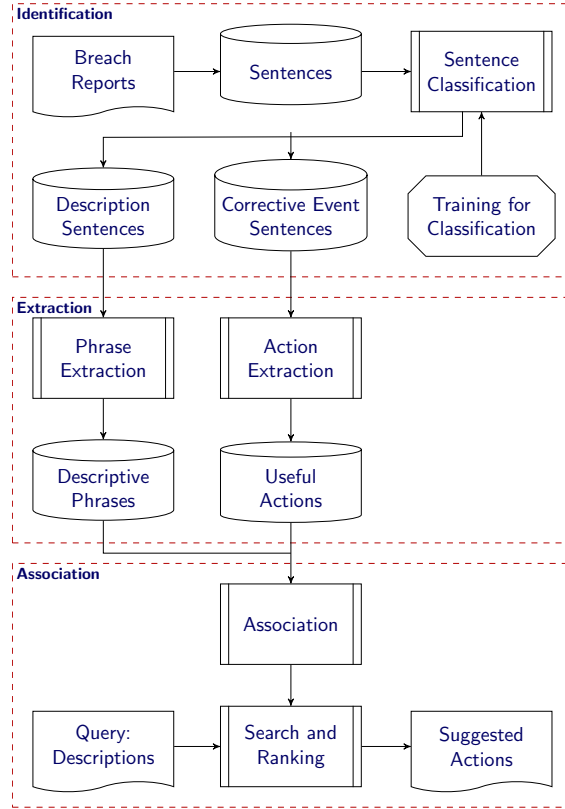 Identification
Breach
Reports
Sentences
Sentence
Classification
Description
Sentences
Corrective Event
Sentences
Training for
Classification
Extraction
Phrase
Extraction
Action
Extraction
Descriptive
Phrases
Useful
Actions
Association
Association
Query:
Descriptions
Search and
Ranking
Suggested
Actions